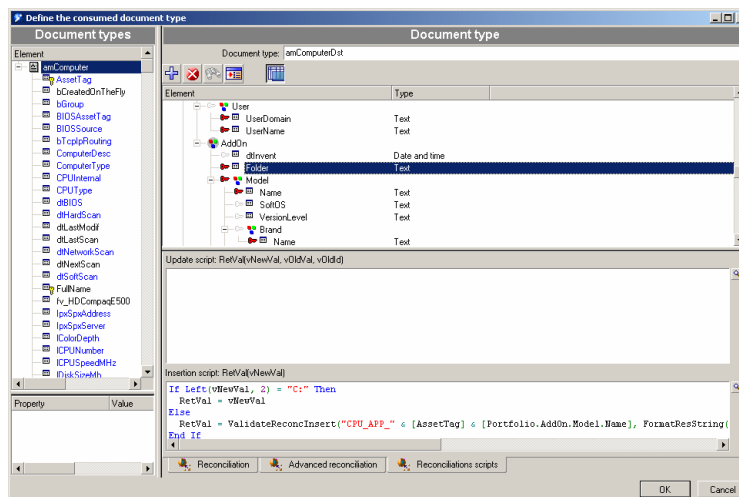 Define the consumed document type
Document types
Document type
Element
amComputer
AssetTag
bCreatedOnTheFly
bGroup
BIOSAssetTag
BIOSSource
bTcpIpRouting
ComputerDesc
ComputerType
CPUInternal
CPUType
dtBIOS
dtHardScan
dtLastModif
dtLastScan
dtNetworkScan
dtNextScan
dtSoftScan
FullName
fv_HDCompaqE500
IpxSpxAddress
IpxSpxServer
lColorDepth
lCPUNumber
lCPUSpeedMHz
lDiskSizeMb
Property Value
Document type: amComputerDst
Element Type
User
UserDomain Text
UserName Text
AddOn
dtInvent Date and time
Folder Text
Model
Name Text
SoftOS Text
VersionLevel Text
Brand
Name Text
Update script: RetVal(vNewVal, vOldVal, vOldId)
Insertion script: RetVal(vNewVal)
If Left(vNewVal, 2) = "C:" Then
RetVal = vNewVal
Else
RetVal = ValidateReconcInsert("CPU_APP_" & [AssetTag] & [Portfolio.AddOn.Model.Name], FormatResString(
End If
Reconciliation Advanced reconciliation Reconciliations scripts
OK Cancel